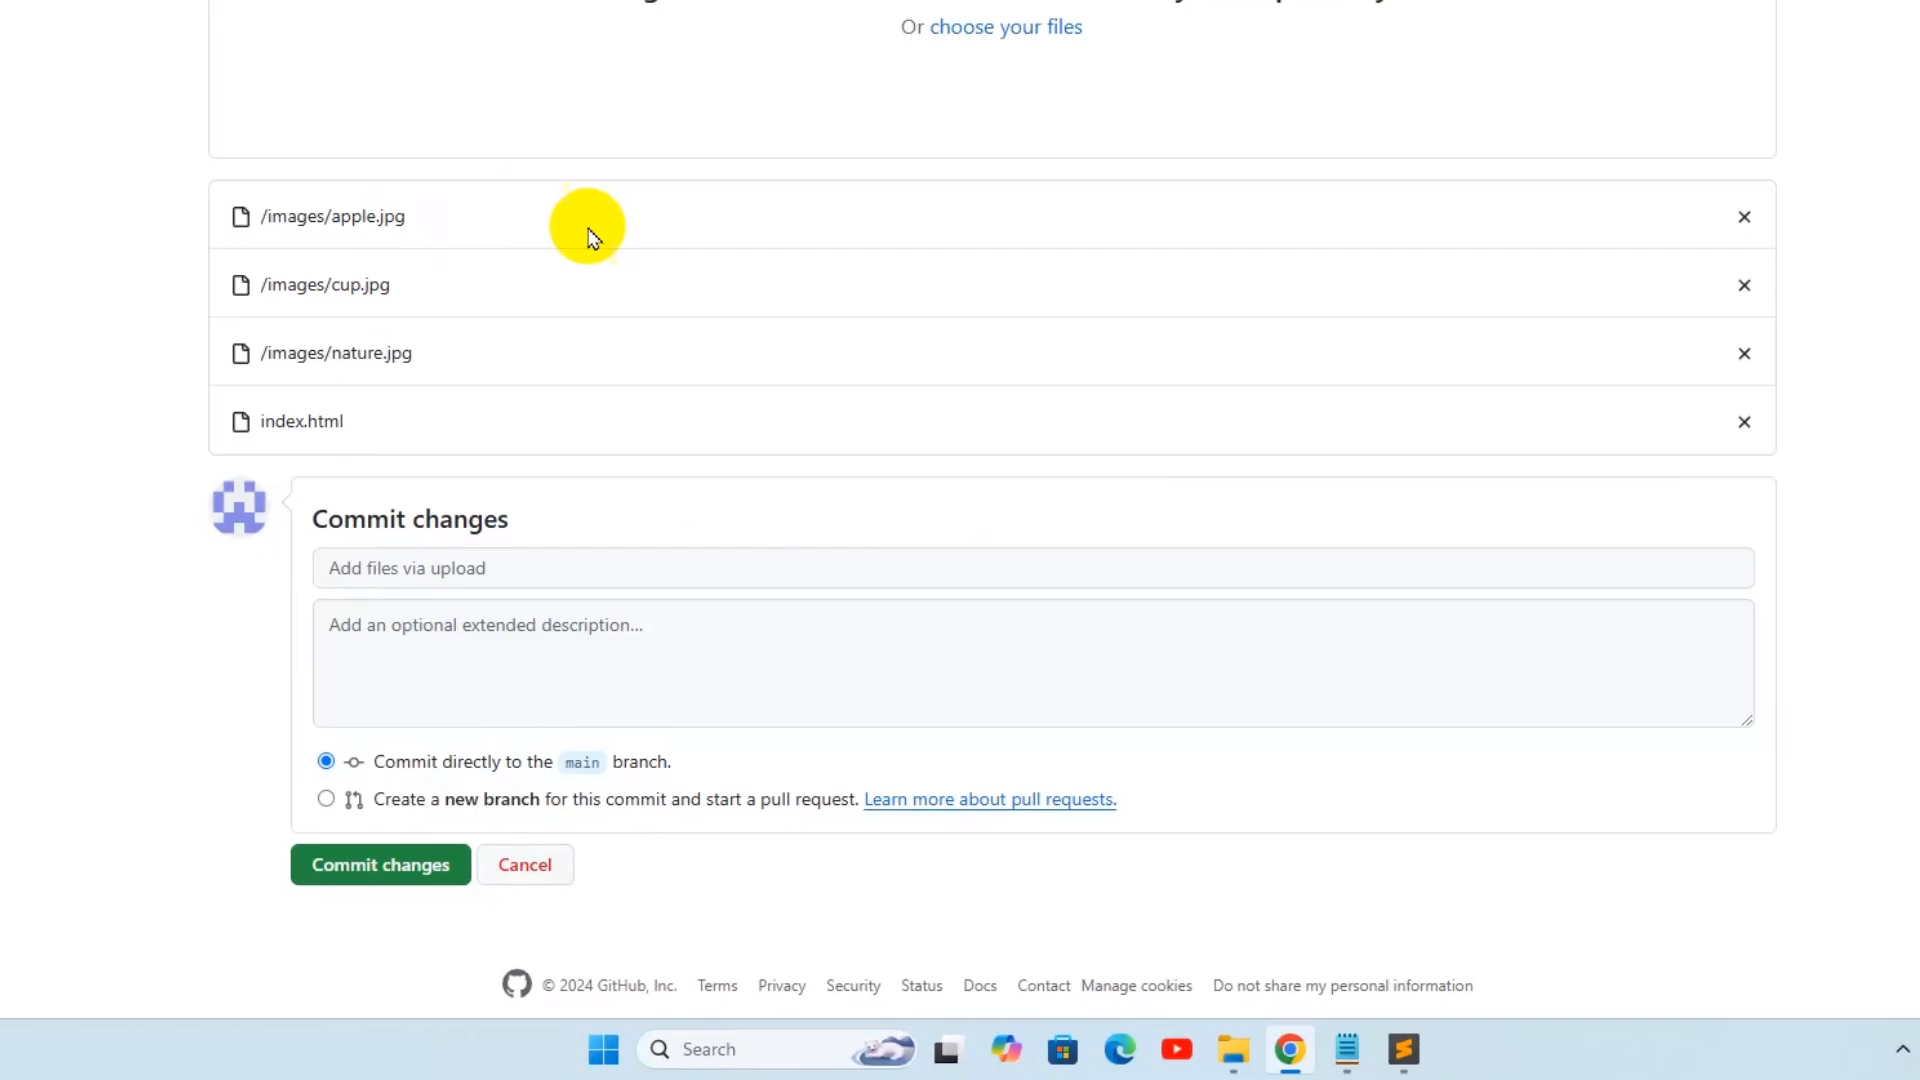 Or choose your files
/images/apple.jpg
/images/cup.jpg
/images/nature.jpg
index.html
Commit changes
Add files via upload
Add an optional extended description...
Commit directly to the main branch.
Create a new branch for this commit and start a pull request. Learn more about pull requests.
Commit changes Cancel
© 2024 GitHub, Inc. Terms Privacy Security Status Docs Contact Manage cookies Do not share my personal information
Search